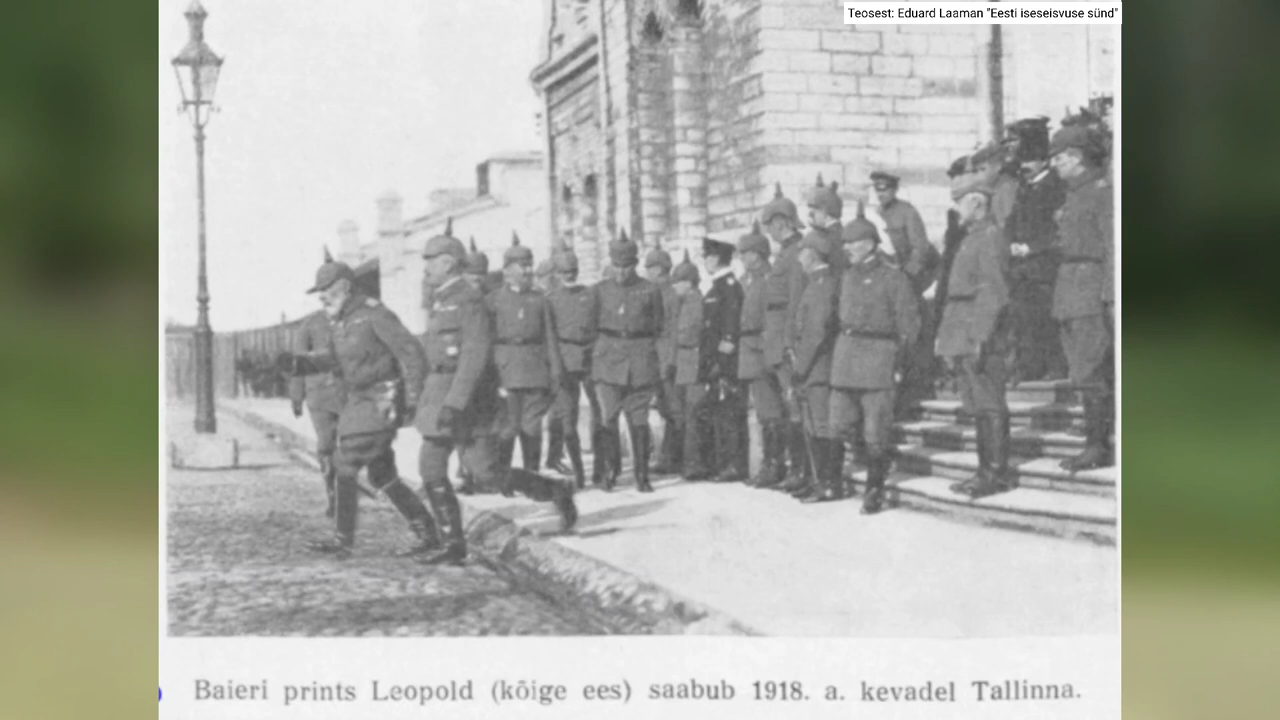 Teosest: Eduard Laaman "Eesti iseseisvuse sünd"
Baieri prints Leopold (kõige ees) saabub 1918. a. kevadel Tallinna.